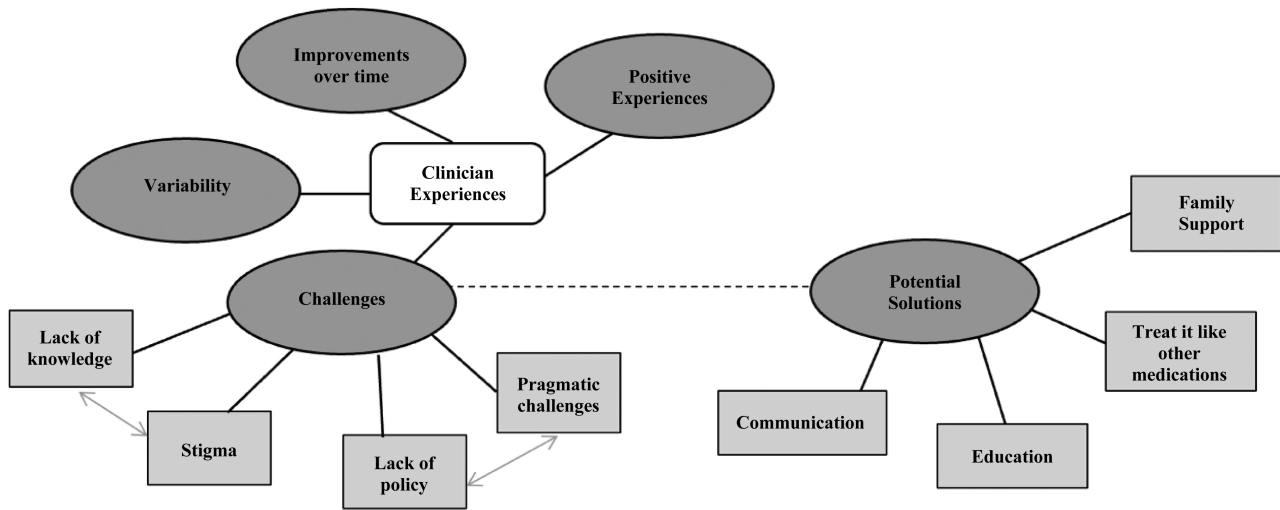 Improvements
over time
Positive
Experiences
Clinician
Experiences
Variability
Family
Support
Challenges
Potential
Solutions
Lack of
knowledge
Treat it like
other
medications
Pragmatic
challenges
Communication
Stigma
Lack of
policy
Education